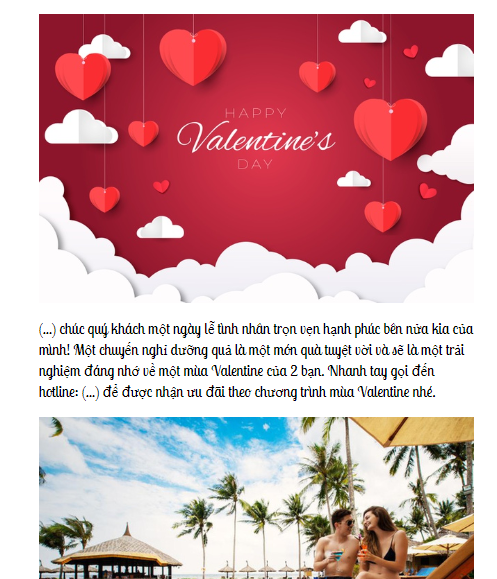 HAPPY
Valentine's
DAY
(...) chúc quý khách một ngày lễ tình nhân trọn vẹn hạnh phúc bên nửa kia của
mình! Một chuyến nghỉ dưỡng quả là một món quà tuyệt vời và sẽ là một trải
nghiệm đáng nhớ về một mùa Valentine của 2 bạn. Nhanh tay gọi đến
hotline: (...) để được nhận ưu đãi theo chương trình mùa Valentine nhé.